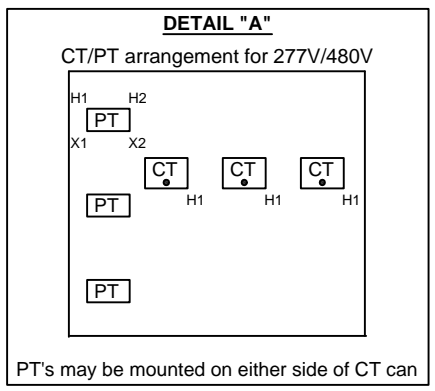 DETAIL "A"
CT/PT arrangement for 277V/480V
H1 H2
PT
X1 X2
CT CT CT
H1 H1 H1
PT
PT
PT's may be mounted on either side of CT can